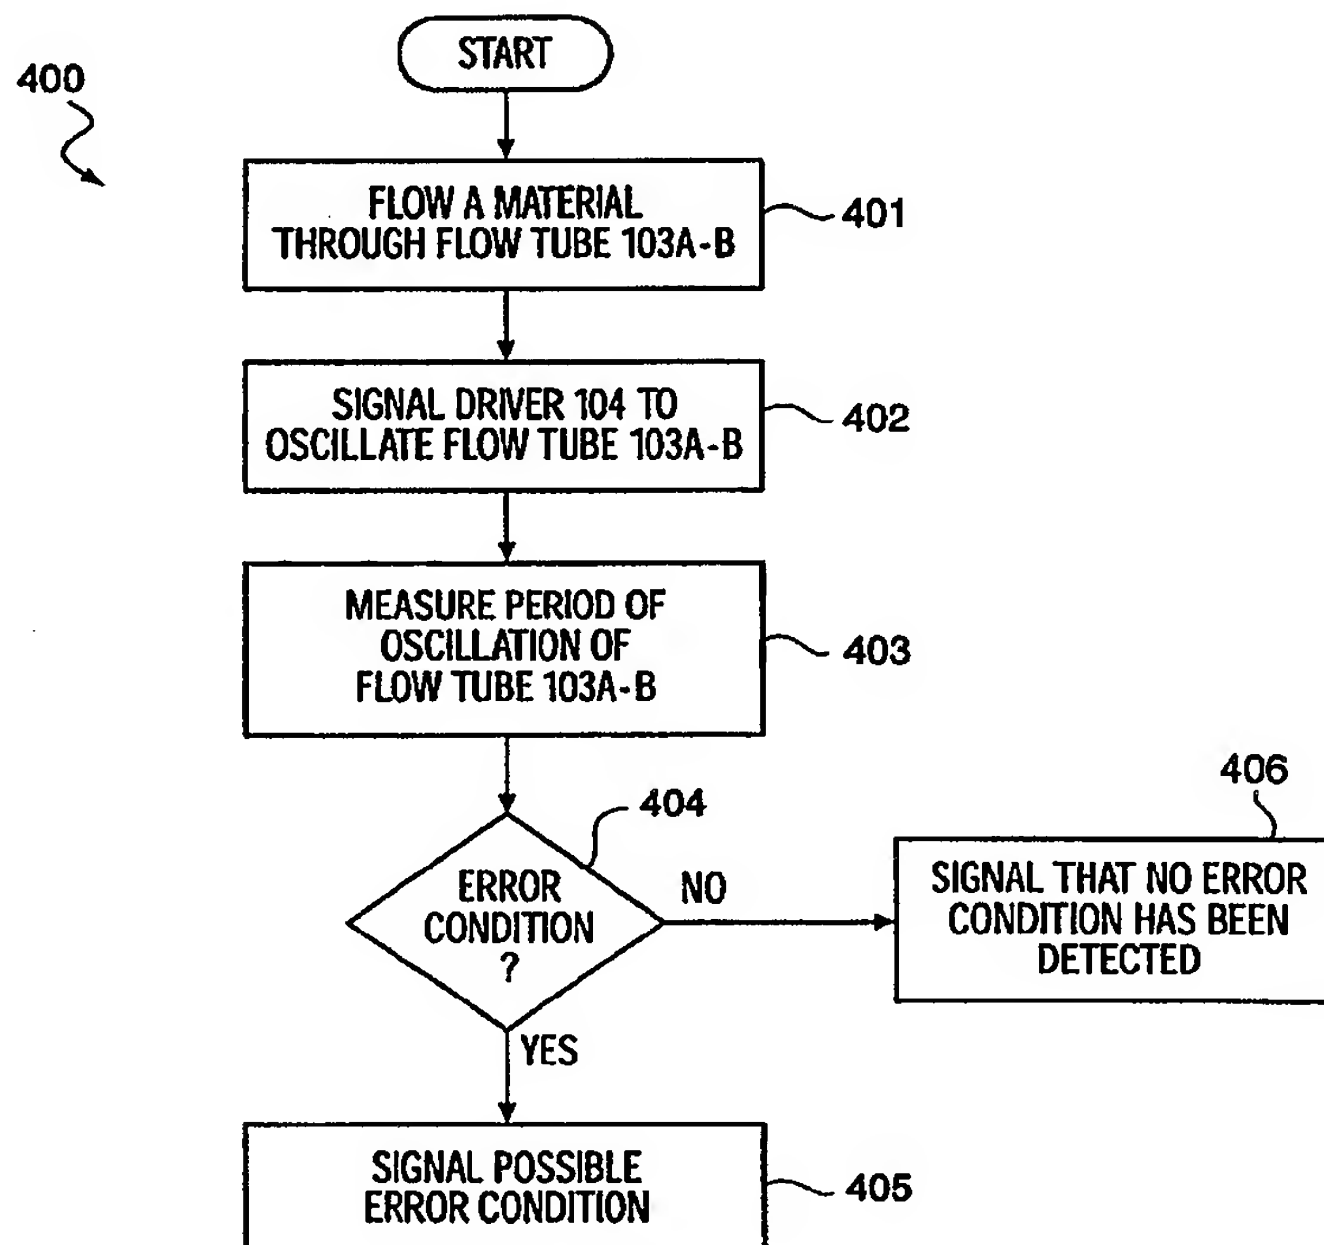 START
400
FLOW A MATERIAL
THROUGH FLOW TUBE 103A-B
401
SIGNAL DRIVER 104 TO
OSCILLATE FLOW TUBE 103A-B
402
MEASURE PERIOD OF
OSCILLATION OF
FLOW TUBE 103A-B
403
404
ERROR
CONDITION
?
NO
YES
406
SIGNAL THAT NO ERROR
CONDITION HAS BEEN
DETECTED
SIGNAL POSSIBLE
ERROR CONDITION
405